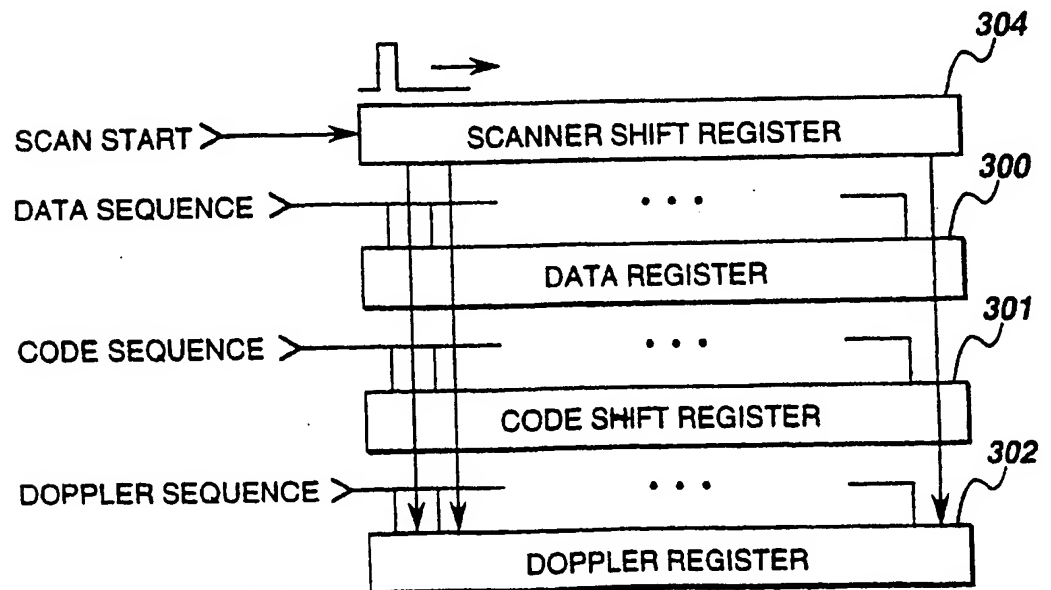 304
SCAN START
SCANNER SHIFT REGISTER
300
DATA SEQUENCE
• • •
DATA REGISTER
301
CODE SEQUENCE
• • •
CODE SHIFT REGISTER
302
DOPPLER SEQUENCE
• • •
DOPPLER REGISTER